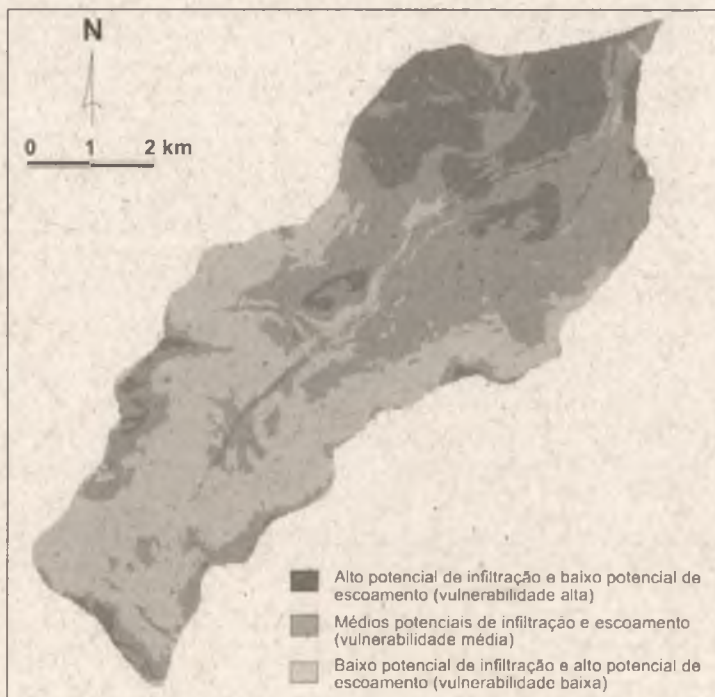 N
0 1 2 km
Alto potencial de infiltração e baixo potencial de
escoamento (vulnerabilidade alta)
Médios potenciais de infiltração e escoamento
(vulnerabilidade média)
Baixo potencial de infiltração e alto potencial de
escoamento (vulnerabilidade baixa)